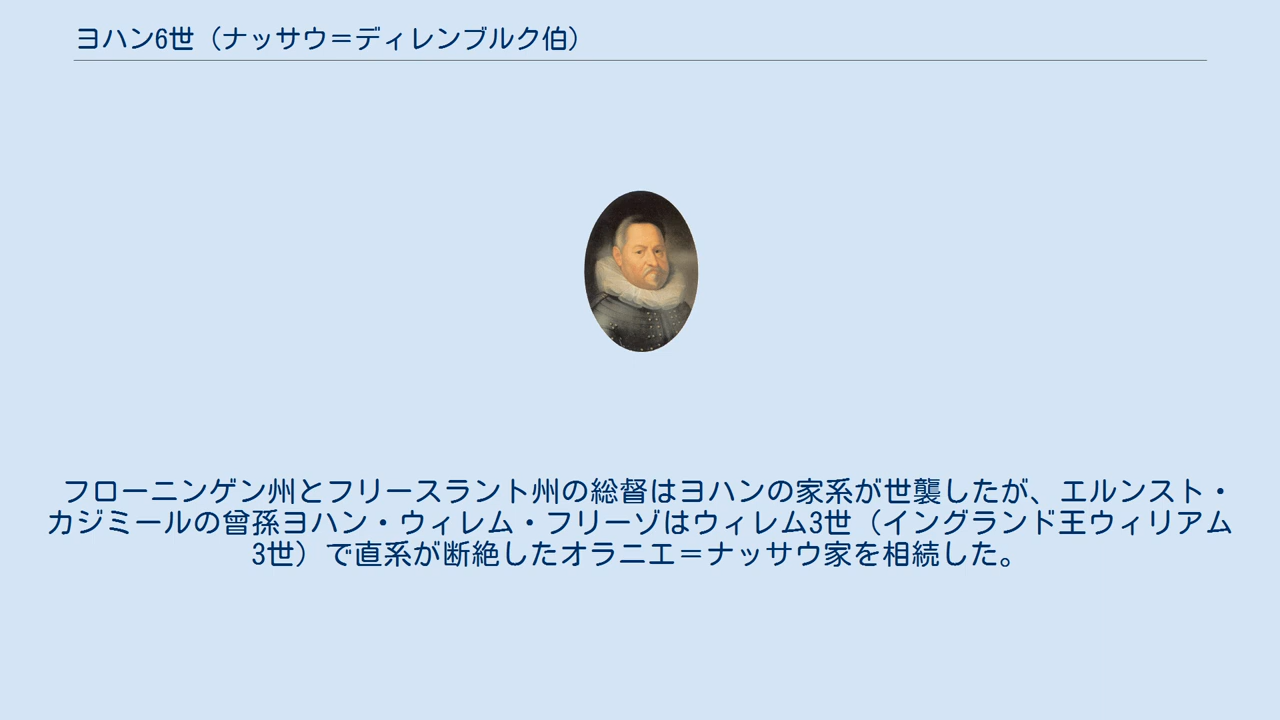 ヨハン6世（ナッサウ＝ディレンブルク伯）
フローニンゲン州とフリースラント州の総督はヨハンの家系が世襲したが、エルンスト・
カジミールの曾孫ヨハン・ウィレム・フリーゾはウィレム3世（イングランド王ウィリアム
3世）で直系が断絶したオラニエ＝ナッサウ家を相続した。